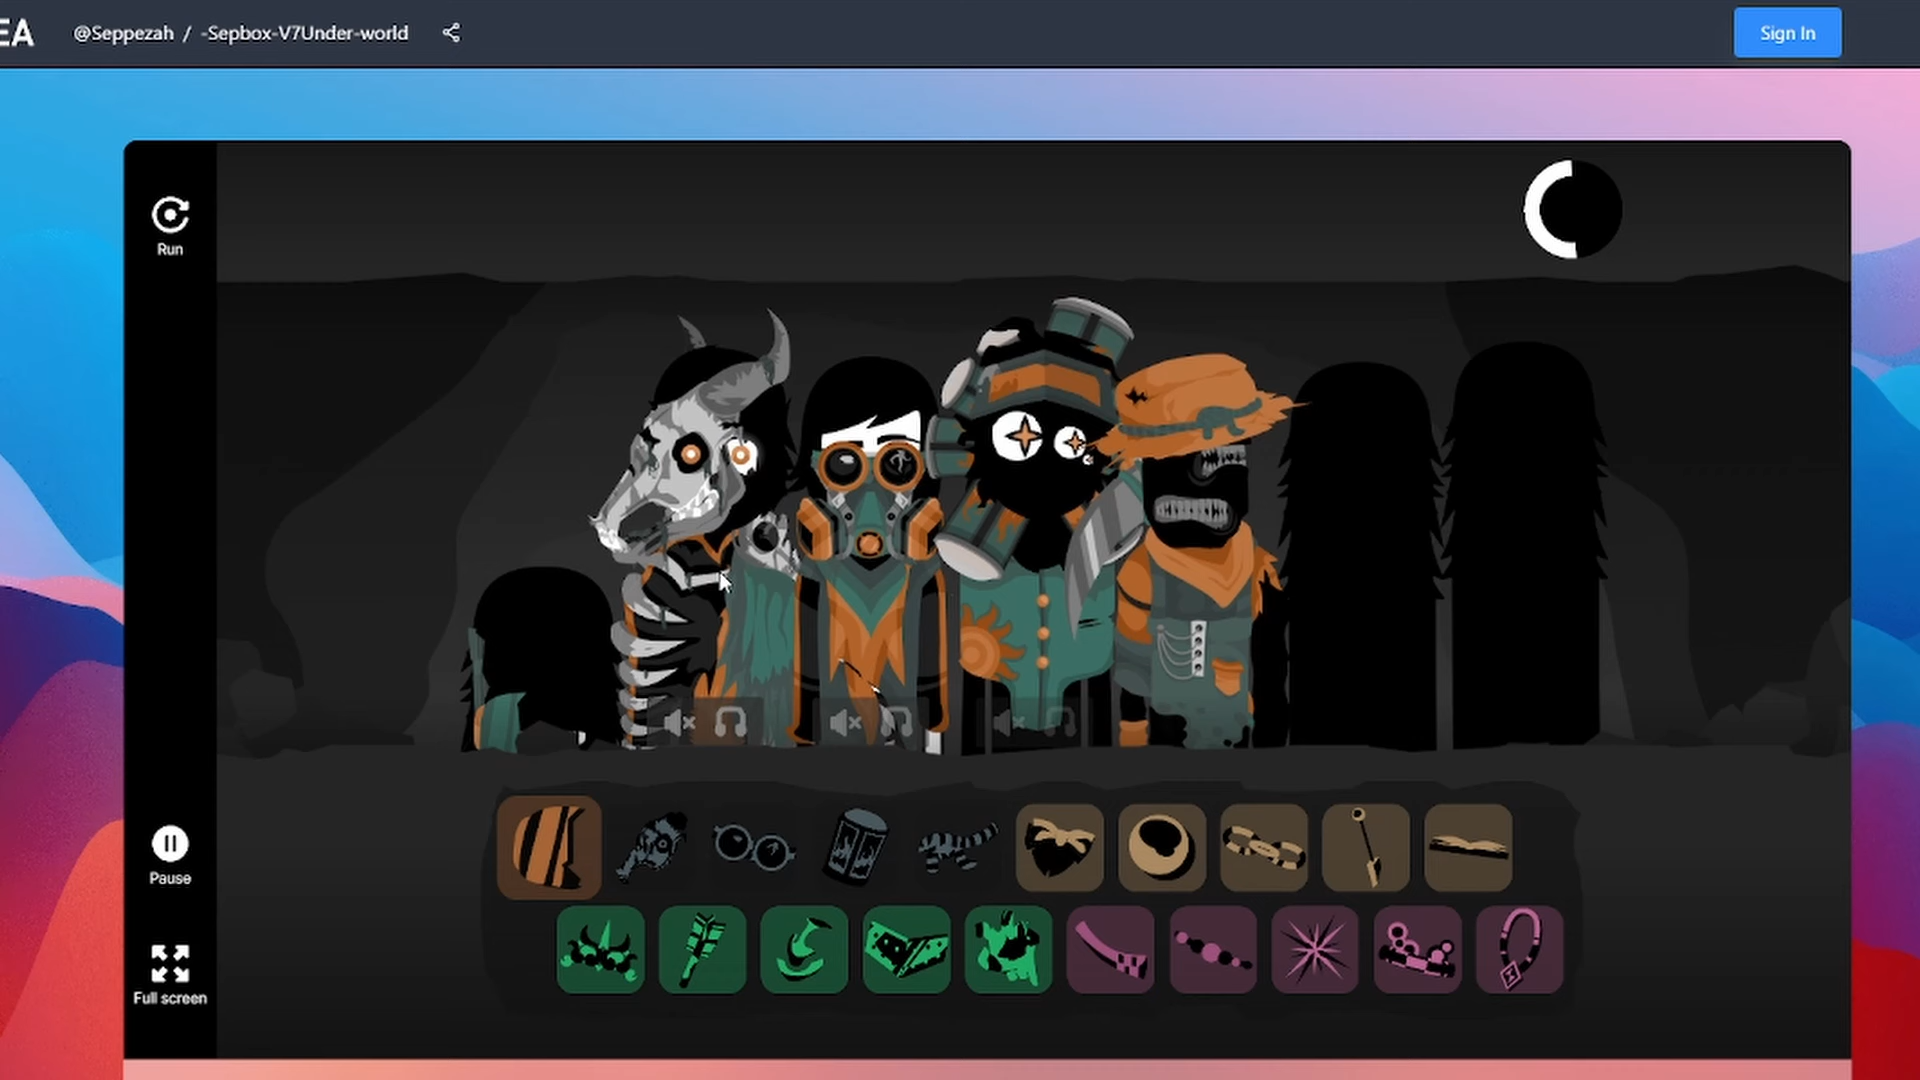 EA @Seppezah / -Sepbox-V7Under-world
Sign In
Run
Pause
Full screen